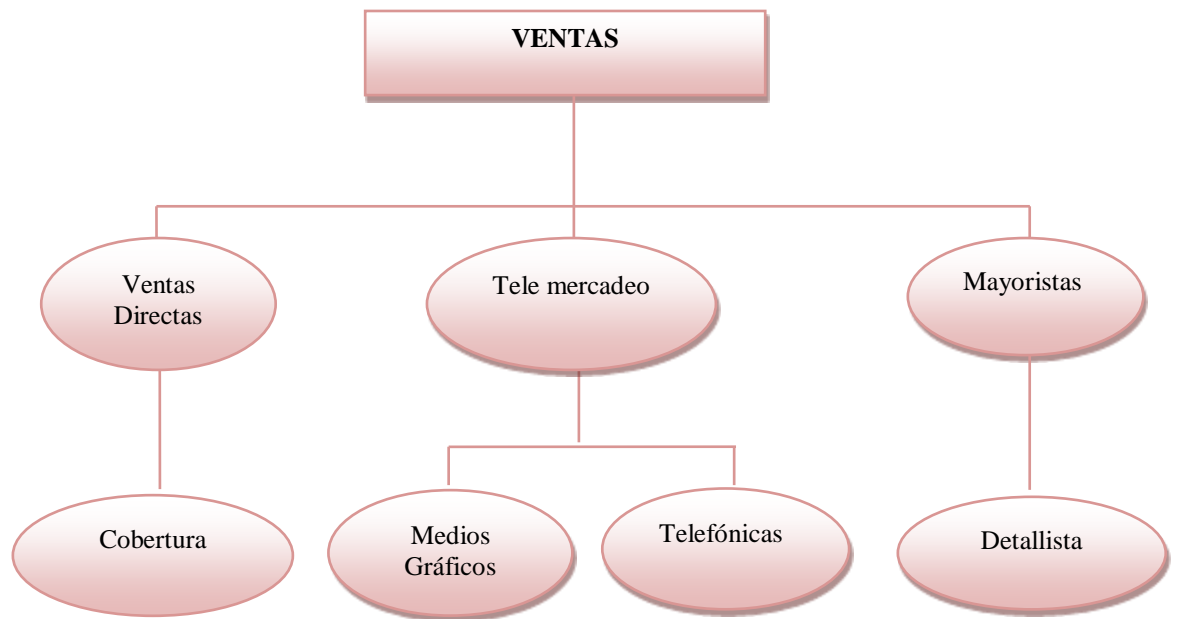 VENTAS
Ventas
Directas
Tele mercadeo
Mayoristas
Cobertura
Medios
Gráficos
Telefónicas
Detallista